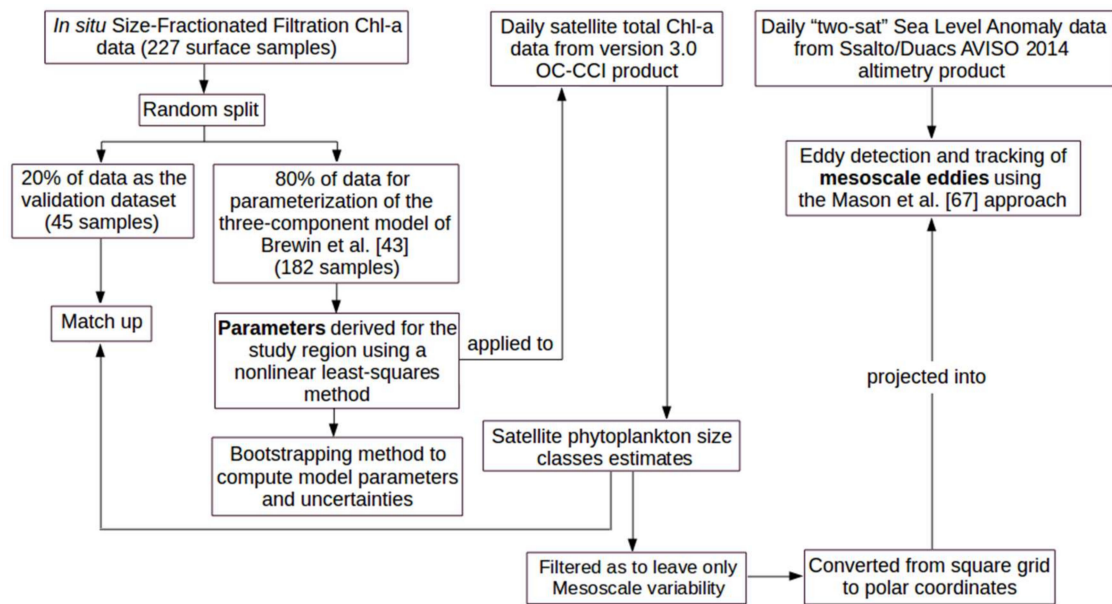 In situ Size-Fractionated Filtration Chl-a
data (227 surface samples)
Random split
20% of data as the
validation dataset
(45 samples)
80% of data for
parameterization of the
three-component model of
Brewin et al. [43]
(182 samples)
Match up
Parameters derived for the
study region using a
nonlinear least-squares
method
applied to
Bootstrapping method to
compute model parameters
and uncertainties
Daily satellite total Chl-a
data from version 3.0
OC-CCI product
Satellite phytoplankton size
classes estimates
Filtered as to leave only
Mesoscale variability
Converted from square grid
to polar coordinates
projected into
Daily “two-sat” Sea Level Anomaly data
from Ssalto/Duacs AVISO 2014
altimetry product
Eddy detection and tracking of
mesoscale eddies using
the Mason et al. [67] approach